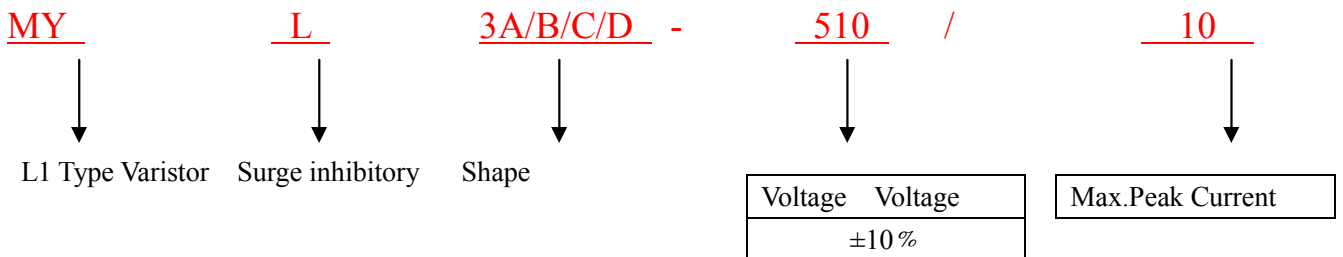 MY L 3A/B/C/D - 510 / 10
L1 Type Varistor Surge inhibitory Shape
Voltage Voltage Max.Peak Current
±10%